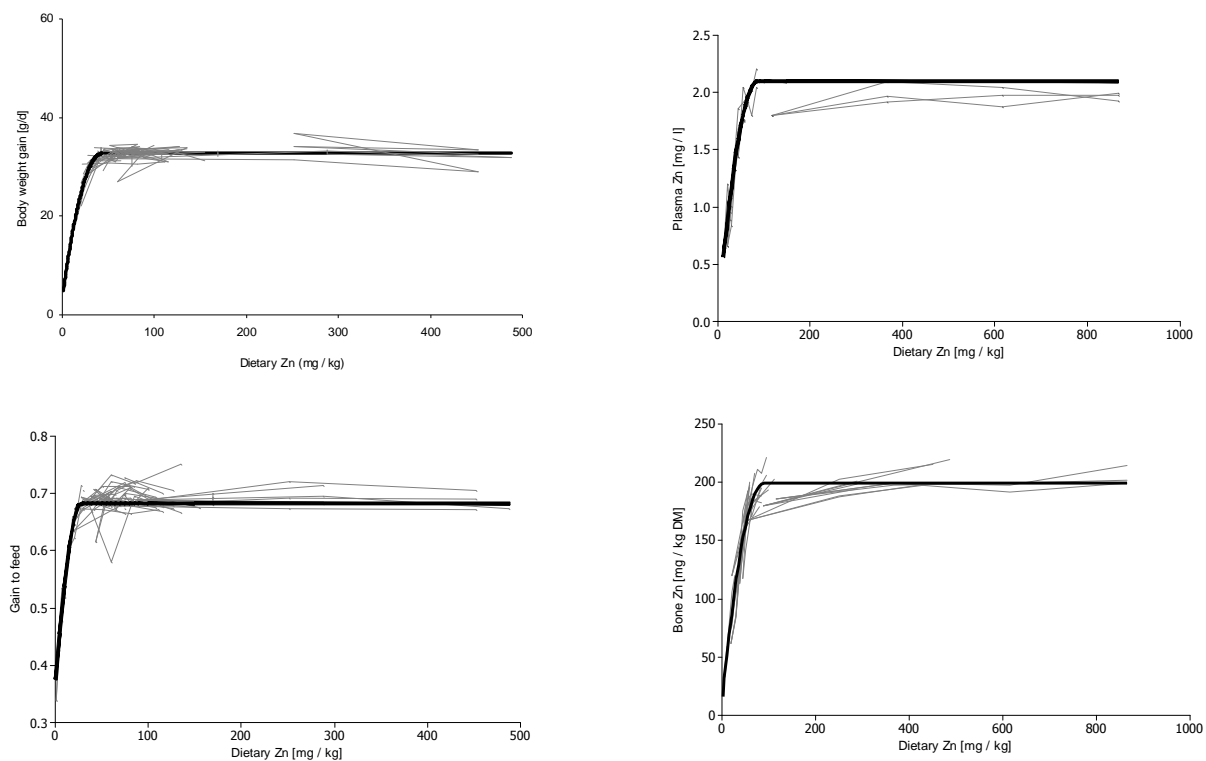 Body weight gain [g/d]
60
40
20
0
0 100 200 300 400 500
Dietary Zn (mg / kg)
Plasma Zn [mg / l]
2.5
2.0
1.5
1.0
0.5
0.0
0 200 400 600 800 1000
Dietary Zn [mg / kg]
Gain to feed
0.8
0.7
0.6
0.5
0.4
0.3
0 100 200 300 400 500
Dietary Zn [mg / kg]
Bone Zn [mg / kg DM]
250
200
150
100
50
0
0 200 400 600 800 1000
Dietary Zn [mg / kg]